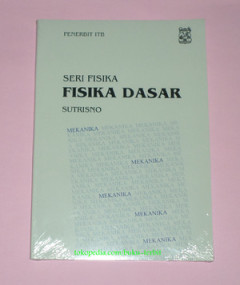 PENERBIT ITB
SERI FISIKA
FISIKA DASAR
SUTRISNO
MEKANIKA
MEKANIKA
MEKANIKA
MEKANIKA
MEKANIKA